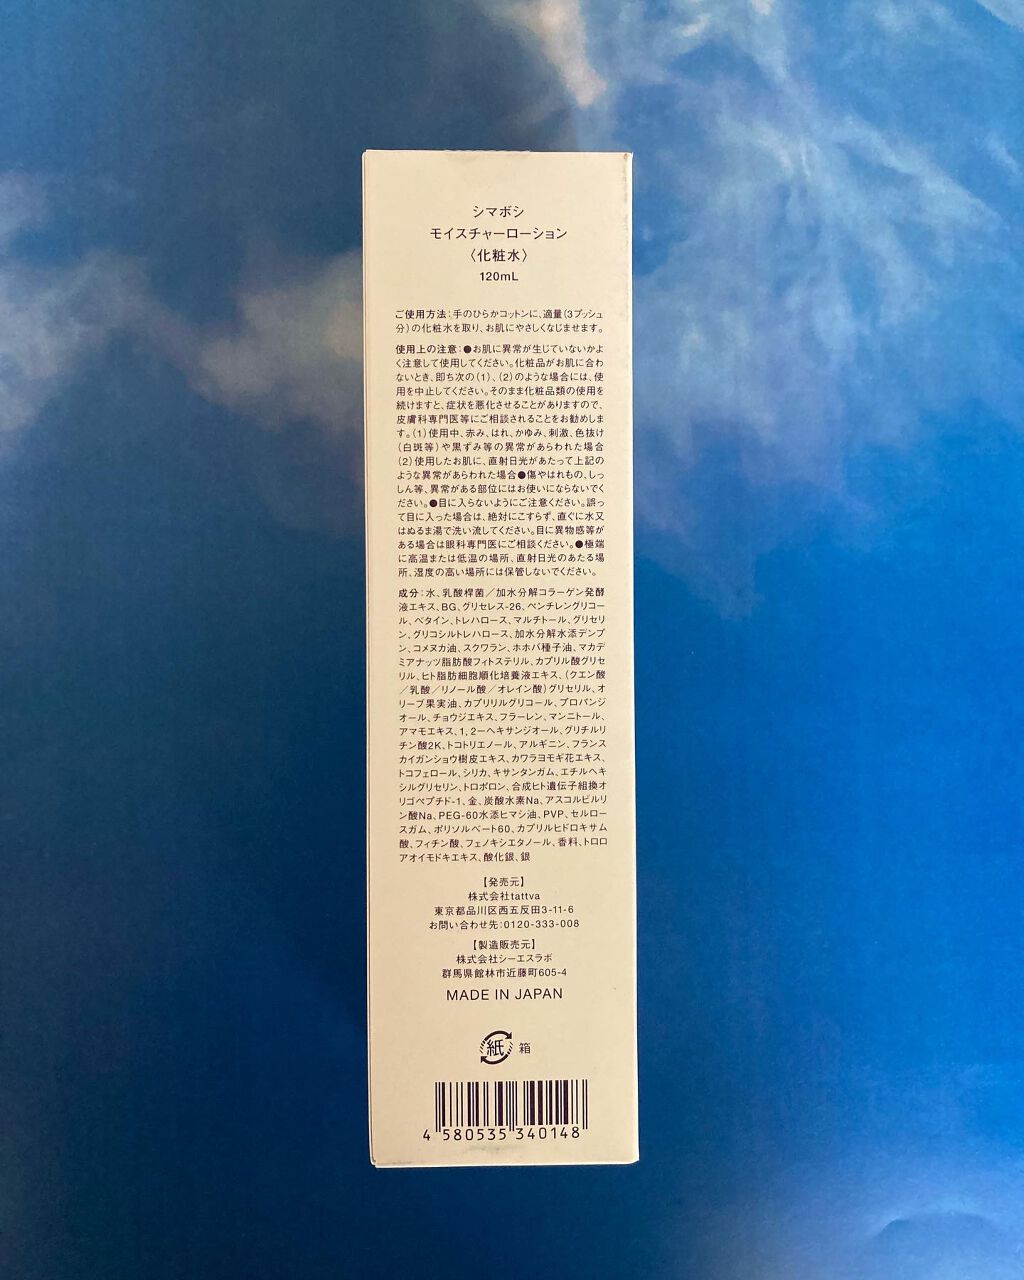 シマボシ
モイスチャーローション
〈化粧水〉
120mL
ご使用方法：手のひらかコットンに、適量（3プッシュ
分）の化粧水を取り、お肌にやさしくなじませます。
使用上の注意：●お肌に異常が生じていないかよ
く注意して使用してください。化粧品がお肌に合わ
ないとき、即ち次の（1）、（2）のような場合には、使
用を中止してください。そのまま化粧品類の使用を
続けますと、症状を悪化させることがありますので、
皮膚科専門医等にご相談されることをお勧めしま
す。（1）使用中、赤み、はれ、かゆみ、刺激、色抜け
（白斑等）や黒ずみ等の異常があらわれた場合
（2）使用したお肌に、直射日光があたって上記の
ような異常があらわれた場合●傷やはれもの、しっ
しん等、異常がある部位にはお使いにならないでく
ださい。●目に入らないようにご注意ください。誤っ
て目に入った場合は、絶対にこすらず、直ぐに水又
はぬるま湯で洗い流してください。目に異物感等が
ある場合は眼科専門医にご相談ください。●極端
に高温または低温の場所、直射日光のあたる場
所、湿度の高い場所には保管しないでください。
成分：水、乳酸桿菌／加水分解コラーゲン発酵
液エキス、BG、グリセレス-26、ペンチレングリコー
ル、ベタイン、トレハロース、マルチトール、グリセリ
ン、グリコシルトレハロース、加水分解水添デンプ
ン、コメヌカ油、スクワラン、ホホバ種子油、マカデ
ミアナッツ脂肪酸フィトステリル、カプリル酸グリセ
リル、ヒト脂肪細胞順化培養液エキス、（クエン酸
／乳酸／リノール酸／オレイン酸）グリセリル、オ
リーブ果実油、カプリリルグリコール、プロパンジ
オール、チョウジエキス、フラーレン、マンニトール、
アマモエキス、1,2－ヘキサンジオール、グリチルリ
チン酸2K、トコトリエノール、アルギニン、フランス
カイガンショウ樹皮エキス、カワラヨモギ花エキス、
トコフェロール、シリカ、キサンタンガム、エチルヘキ
シルグリセリン、トロポロン、合成ヒト遺伝子組換オ
リゴペプチド-1、金、炭酸水素Na、アスコルビルリ
ン酸Na、PEG-60水添ヒマシ油、PVP、セルロー
スガム、ポリソルベート60、カプリルヒドロキサム
酸、フィチン酸、フェノキシエタノール、香料、トロロ
アオイモドキエキス、酸化銀、銀
【発売元】
株式会社tattva
東京都品川区西五反田3-11-6
お問い合わせ先：0120-333-008
【製造販売元】
株式会社シーエスラボ
群馬県館林市近藤町605-4
MADE IN JAPAN
紙 箱
4 580535 340148